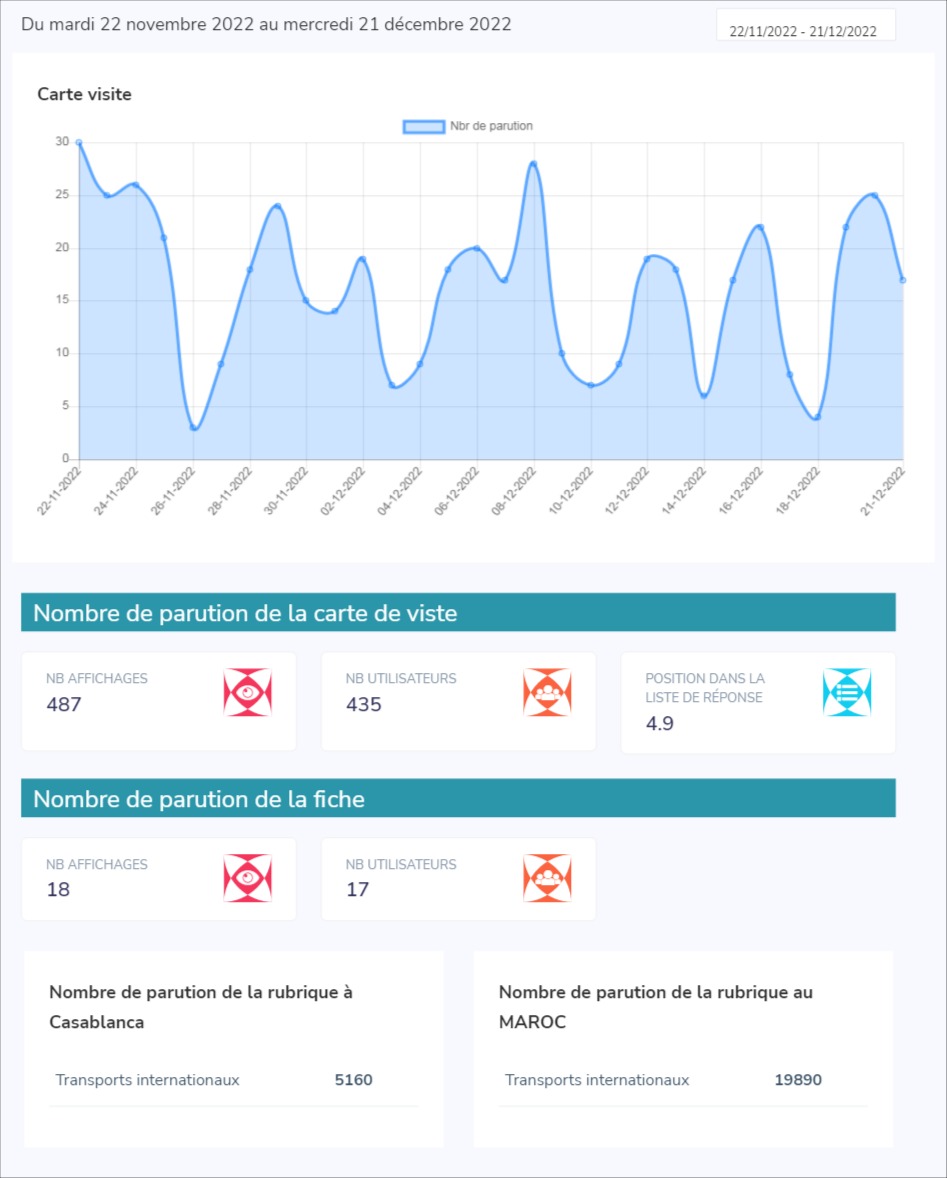 Du mardi 22 novembre 2022 au mercredi 21 décembre 2022
22/11/2022 - 21/12/2022
Carte visite
Nbr de parution
30
25
20
15
10
5
0
22-11-2022
24-11-2022
26-11-2022
28-11-2022
30-11-2022
02-12-2022
04-12-2022
06-12-2022
08-12-2022
10-12-2022
12-12-2022
14-12-2022
16-12-2022
18-12-2022
21-12-2022
Nombre de parution de la carte de viste
NB AFFICHAGES
487
NB UTILISATEURS
435
POSITION DANS LA
LISTE DE RÉPONSE
4.9
Nombre de parution de la fiche
NB AFFICHAGES
18
NB UTILISATEURS
17
Nombre de parution de la rubrique à
Casablanca
Transports internationaux 5160
Nombre de parution de la rubrique au
MAROC
Transports internationaux 19890